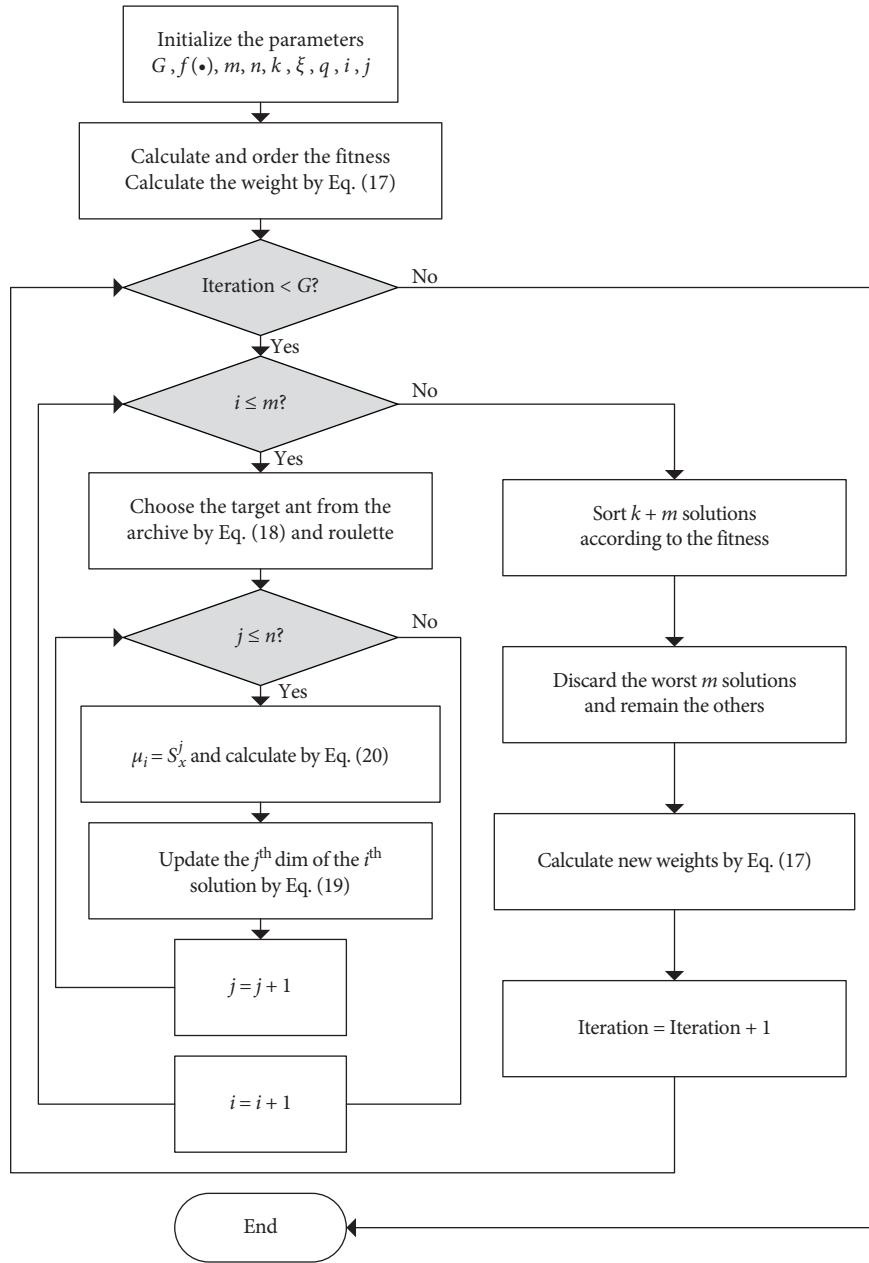 Initialize the parameters
G , f (•), m, n, k , ξ , q , i , j
Calculate and order the fitness
Calculate the weight by Eq. (17)
Iteration < G?
No
Yes
i ≤ m?
No
Yes
Choose the target ant from the
archive by Eq. (18) and roulette
Sort k + m solutions
according to the fitness
j ≤ n?
No
Yes
Discard the worst m solutions
and remain the others
μᵢ = Sₓʲ and calculate by Eq. (20)
Update the jᵗʰ dim of the iᵗʰ
solution by Eq. (19)
Calculate new weights by Eq. (17)
j = j + 1
Iteration = Iteration + 1
i = i + 1
End